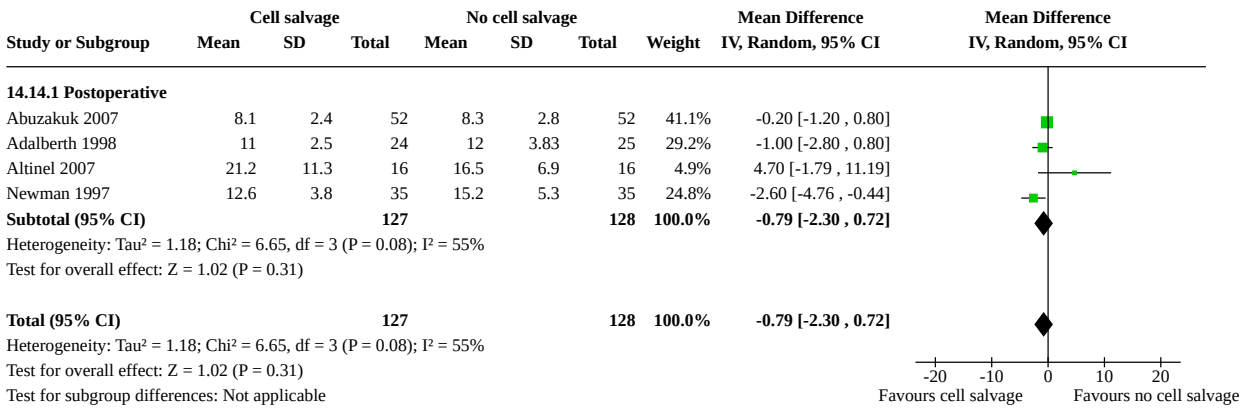 Cell salvage No cell salvage Mean Difference Mean Difference
Study or Subgroup Mean SD Total Mean SD Total Weight IV, Random, 95% CI IV, Random, 95% CI
14.14.1 Postoperative
Abuzakuk 2007 8.1 2.4 52 8.3 2.8 52 41.1% -0.20 [-1.20 , 0.80]
Adalberth 1998 11 2.5 24 12 3.83 25 29.2% -1.00 [-2.80 , 0.80]
Altinel 2007 21.2 11.3 16 16.5 6.9 16 4.9% 4.70 [-1.79 , 11.19]
Newman 1997 12.6 3.8 35 15.2 5.3 35 24.8% -2.60 [-4.76 , -0.44]
Subtotal (95% CI) 127 128 100.0% -0.79 [-2.30 , 0.72]
Heterogeneity: Tau² = 1.18; Chi² = 6.65, df = 3 (P = 0.08); I² = 55%
Test for overall effect: Z = 1.02 (P = 0.31)
Total (95% CI) 127 128 100.0% -0.79 [-2.30 , 0.72]
Heterogeneity: Tau² = 1.18; Chi² = 6.65, df = 3 (P = 0.08); I² = 55%
Test for overall effect: Z = 1.02 (P = 0.31) -20 -10 0 10 20
Test for subgroup differences: Not applicable Favours cell salvage Favours no cell salvage